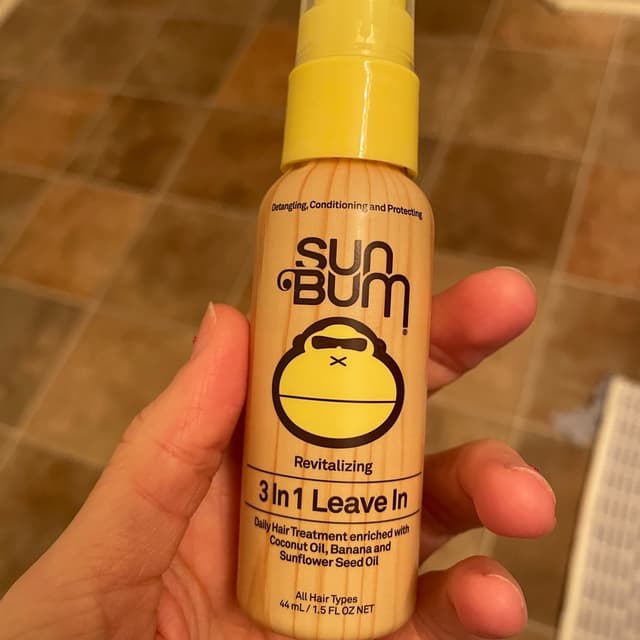 Detangling, Conditioning and Protecting
SUN
BUM
®
Revitalizing
3 In 1 Leave In
Daily Hair Treatment enriched with
Coconut Oil, Banana and
Sunflower Seed Oil
All Hair Types
44 mL / 1.5 FL OZ NET